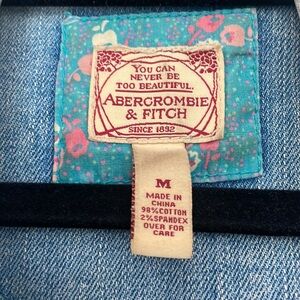 YOU CAN
NEVER BE
TOO BEAUTIFUL.
ABERCROMBIE
& FITCH
SINCE 1892
M
MADE IN
CHINA
98% COTTON
2% SPANDEX
OVER FOR
CARE